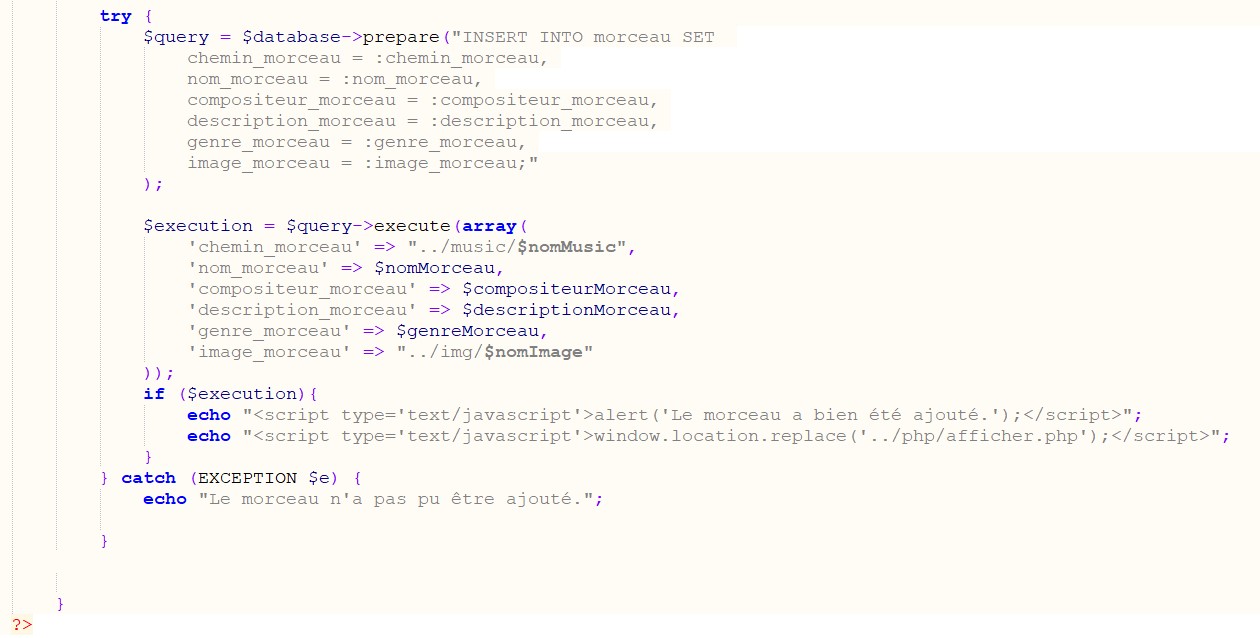 try {
$query = $database->prepare("INSERT INTO morceau SET
chemin_morceau = :chemin_morceau,
nom_morceau = :nom_morceau,
compositeur_morceau = :compositeur_morceau,
description_morceau = :description_morceau,
genre_morceau = :genre_morceau,
image_morceau = :image_morceau;"
);
$execution = $query->execute(array(
'chemin_morceau' => "../music/$nomMusic",
'nom_morceau' => $nomMorceau,
'compositeur_morceau' => $compositeurMorceau,
'description_morceau' => $descriptionMorceau,
'genre_morceau' => $genreMorceau,
'image_morceau' => "../img/$nomImage"
));
if ($execution){
echo "<script type='text/javascript'>alert('Le morceau a bien été ajouté.');</script>";
echo "<script type='text/javascript'>window.location.replace('../php/afficher.php');</script>";
}
} catch (EXCEPTION $e) {
echo "Le morceau n'a pas pu être ajouté.";
}
}
?>